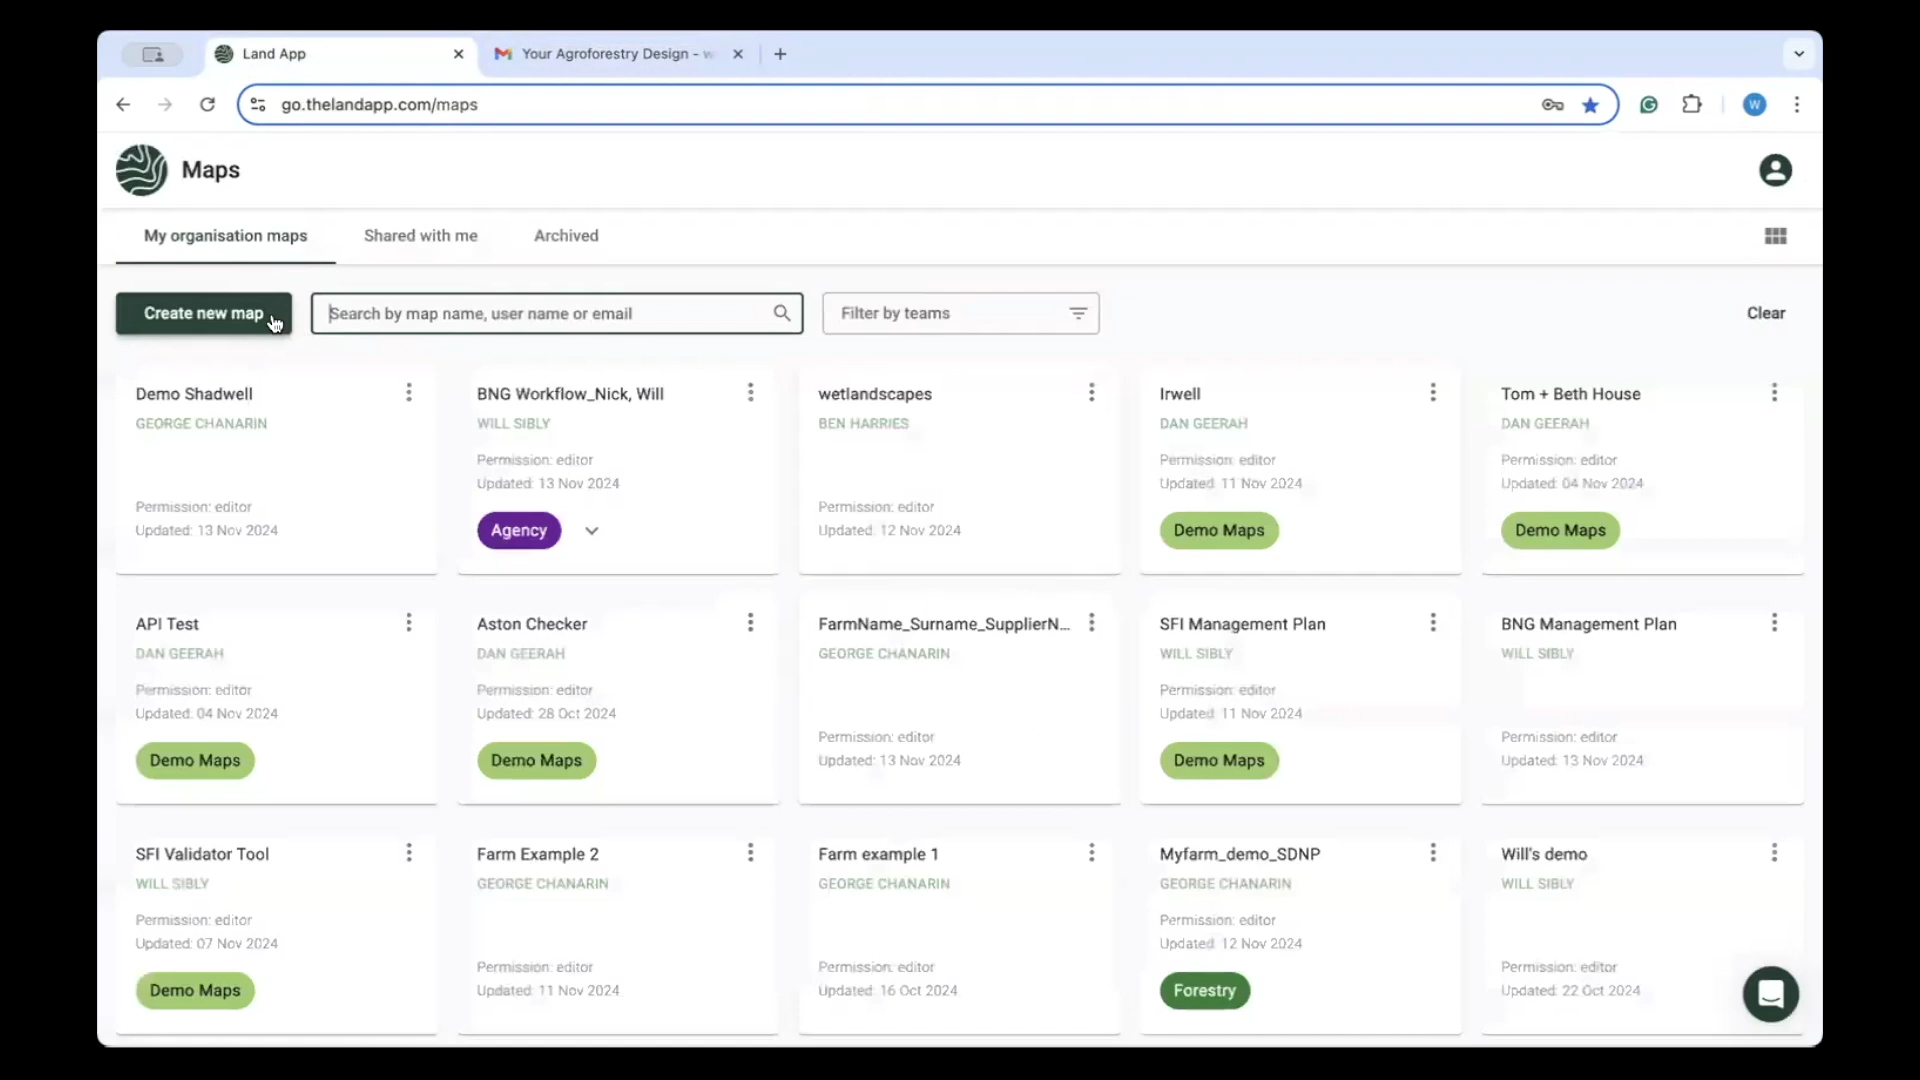 Land App
Your Agroforestry Design - w
go.thelandapp.com/maps
W
Maps
My organisation maps
Shared with me
Archived
Create new map
Search by map name, user name or email
Filter by teams
Clear
Demo Shadwell
GEORGE CHANARIN
Permission: editor
Updated: 13 Nov 2024
BNG Workflow_Nick, Will
WILL SIBLY
Permission: editor
Updated: 13 Nov 2024
Agency
wetlandscapes
BEN HARRIES
Permission: editor
Updated: 12 Nov 2024
Irwell
DAN GEERAH
Permission: editor
Updated: 11 Nov 2024
Demo Maps
Tom + Beth House
DAN GEERAH
Permission: editor
Updated: 04 Nov 2024
Demo Maps
API Test
DAN GEERAH
Permission: editor
Updated: 04 Nov 2024
Demo Maps
Aston Checker
DAN GEERAH
Permission: editor
Updated: 28 Oct 2024
Demo Maps
FarmName_Surname_SupplierN...
GEORGE CHANARIN
Permission: editor
Updated: 13 Nov 2024
SFI Management Plan
WILL SIBLY
Permission: editor
Updated: 11 Nov 2024
Demo Maps
BNG Management Plan
WILL SIBLY
Permission: editor
Updated: 13 Nov 2024
SFI Validator Tool
WILL SIBLY
Permission: editor
Updated: 07 Nov 2024
Demo Maps
Farm Example 2
GEORGE CHANARIN
Permission: editor
Updated: 11 Nov 2024
Farm example 1
GEORGE CHANARIN
Permission: editor
Updated: 16 Oct 2024
Myfarm_demo_SDNP
GEORGE CHANARIN
Permission: editor
Updated: 12 Nov 2024
Forestry
Will's demo
WILL SIBLY
Permission: editor
Updated: 22 Oct 2024